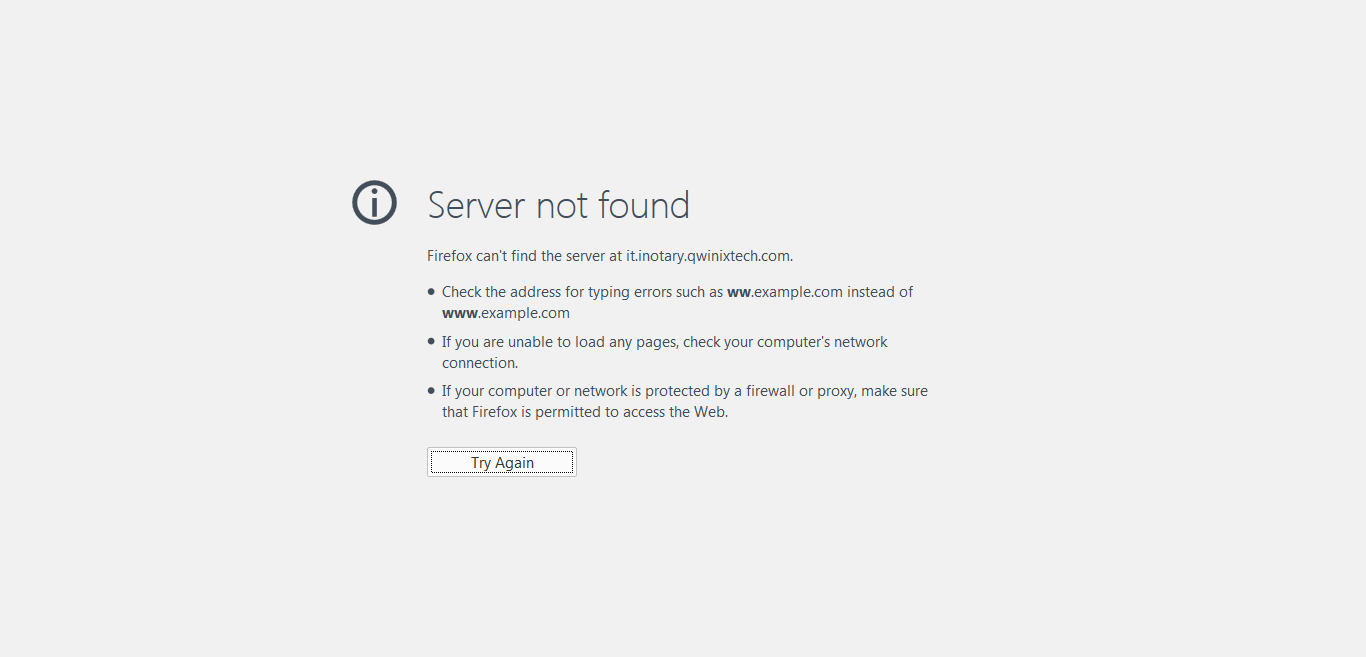 Server not found
Firefox can't find the server at it.inotary.qwinixtech.com.
• Check the address for typing errors such as ww.example.com instead of
www.example.com
• If you are unable to load any pages, check your computer's network
connection.
• If your computer or network is protected by a firewall or proxy, make sure
that Firefox is permitted to access the Web.
Try Again